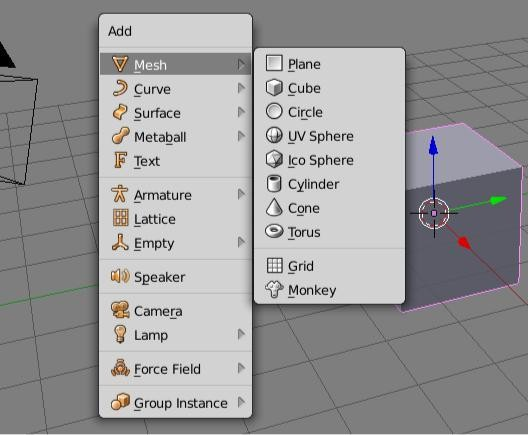 Add
Mesh
Curve
Surface
Metaball
Text
Armature
Lattice
Empty
Speaker
Camera
Lamp
Force Field
Group Instance
Plane
Cube
Circle
UV Sphere
Ico Sphere
Cylinder
Cone
Torus
Grid
Monkey